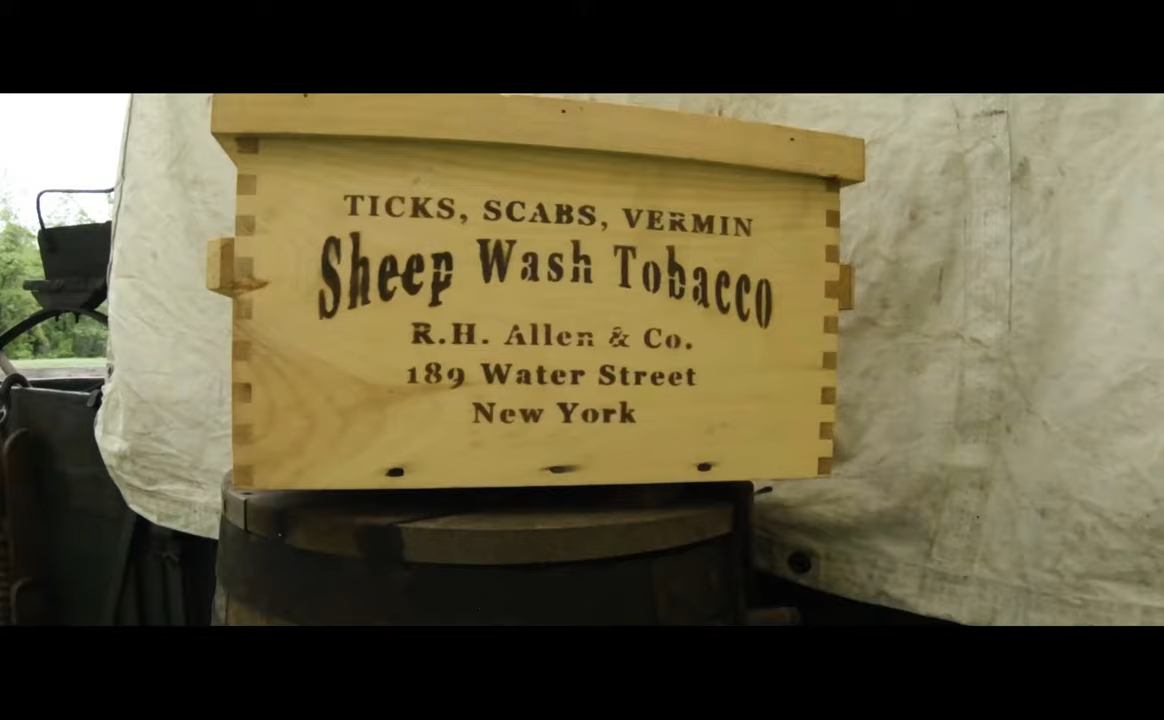 TICKS, SCABS, VERMIN
Sheep Wash Tobacco
R.H. Allen & Co.
189 Water Street
New York